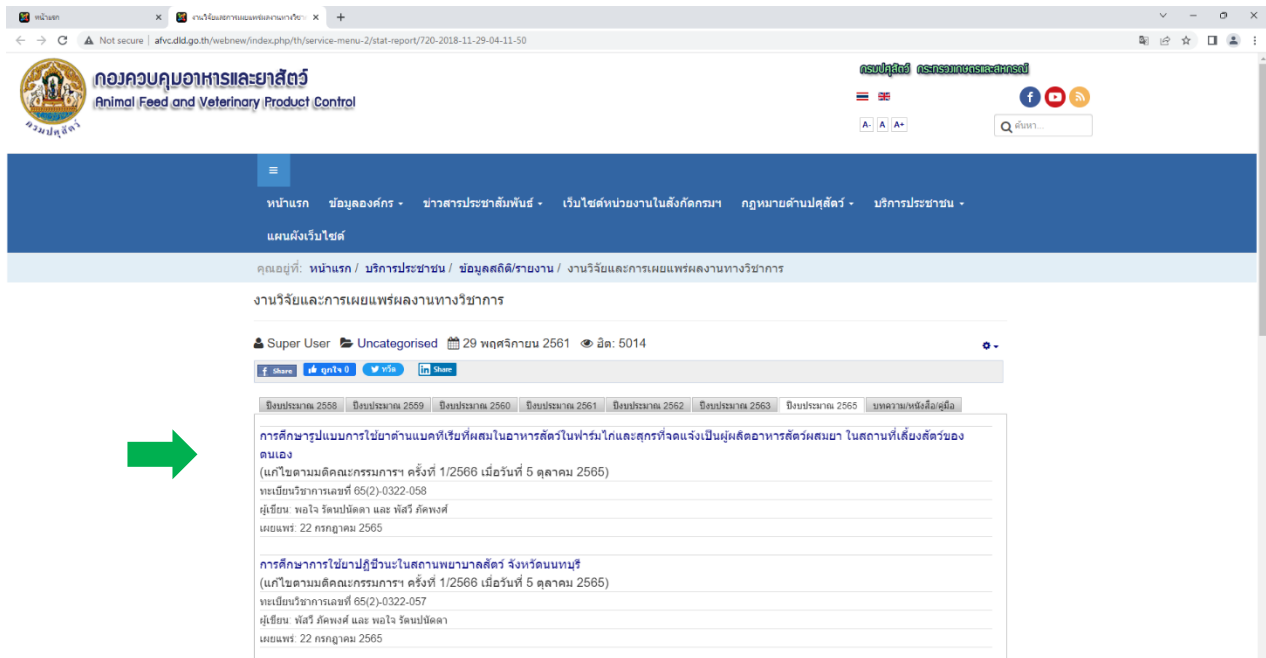 หน้าแรก
งานวิจัยและการเผยแพร่ผลงานทางวิชา
Not secure | afvc.dld.go.th/webnew/index.php/th/service-menu-2/stat-report/720-2018-11-29-04-11-50
กองควบคุมอาหารและยาสัตว์
Animal Feed and Veterinary Product Control
กรมปศุสัตว์
กรมปศุสัตว์ กระทรวงเกษตรและสหกรณ์
A- A A+
ค้นหา...
หน้าแรก ข้อมูลองค์กร ข่าวสารประชาสัมพันธ์ เว็บไซต์หน่วยงานในสังกัดกรมฯ กฎหมายด้านปศุสัตว์ บริการประชาชน
แผนผังเว็บไซต์
คุณอยู่ที่: หน้าแรก / บริการประชาชน / ข้อมูลสถิติ/รายงาน / งานวิจัยและการเผยแพร่ผลงานทางวิชาการ
งานวิจัยและการเผยแพร่ผลงานทางวิชาการ
Super User Uncategorised 29 พฤศจิกายน 2561 ฮิต: 5014
f Share ถูกใจ 0 ทวีต in Share
ปีงบประมาณ 2558 ปีงบประมาณ 2559 ปีงบประมาณ 2560 ปีงบประมาณ 2561 ปีงบประมาณ 2562 ปีงบประมาณ 2563 ปีงบประมาณ 2565 บทความ/หนังสือ/คู่มือ
การศึกษารูปแบบการใช้ยาต้านแบคทีเรียที่ผสมในอาหารสัตว์ในฟาร์มไก่และสุกรที่จดแจ้งเป็นผู้ผลิตอาหารสัตว์ผสมยา ในสถานที่เลี้ยงสัตว์ของ
ตนเอง
(แก้ไขตามมติคณะกรรมการฯ ครั้งที่ 1/2566 เมื่อวันที่ 5 ตุลาคม 2565)
ทะเบียนวิชาการเลขที่ 65(2)-0322-058
ผู้เขียน: พอใจ รัตนปนัดดา และ พัสวี ภัคพงศ์
เผยแพร่: 22 กรกฎาคม 2565
การศึกษาการใช้ยาปฏิชีวนะในสถานพยาบาลสัตว์ จังหวัดนนทบุรี
(แก้ไขตามมติคณะกรรมการฯ ครั้งที่ 1/2566 เมื่อวันที่ 5 ตุลาคม 2565)
ทะเบียนวิชาการเลขที่ 65(2)-0322-057
ผู้เขียน: พัสวี ภัคพงศ์ และ พอใจ รัตนปนัดดา
เผยแพร่: 22 กรกฎาคม 2565